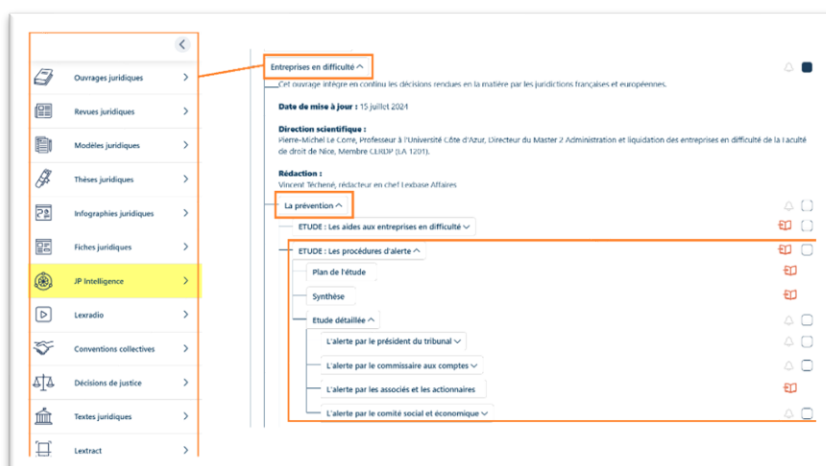 Ouvrages juridiques
Revues juridiques
Modèles juridiques
Thèses juridiques
Infographies juridiques
Fiches juridiques
JP Intelligence
Lexradio
Conventions collectives
Décisions de justice
Textes juridiques
Lextract
Entreprises en difficulté
Cet ouvrage intègre en continu les décisions rendues en la matière par les juridictions françaises et européennes.
Date de mise à jour : 15 juillet 2024
Direction scientifique :
Pierre-Michel Le Corre, Professeur à l'Université Côte d'Azur, Directeur du Master 2 Administration et liquidation des entreprises en difficulté de la Faculté
de droit de Nice, Membre CERDP (EA 1201).
Rédaction :
Vincent Téchené, rédacteur en chef Lexbase Affaires
La prévention
ETUDE : Les aides aux entreprises en difficulté
ETUDE : Les procédures d'alerte
Plan de l'étude
Synthèse
Etude détaillée
L'alerte par le président du tribunal
L'alerte par le commissaire aux comptes
L'alerte par les associés et les actionnaires
L'alerte par le comité social et économique